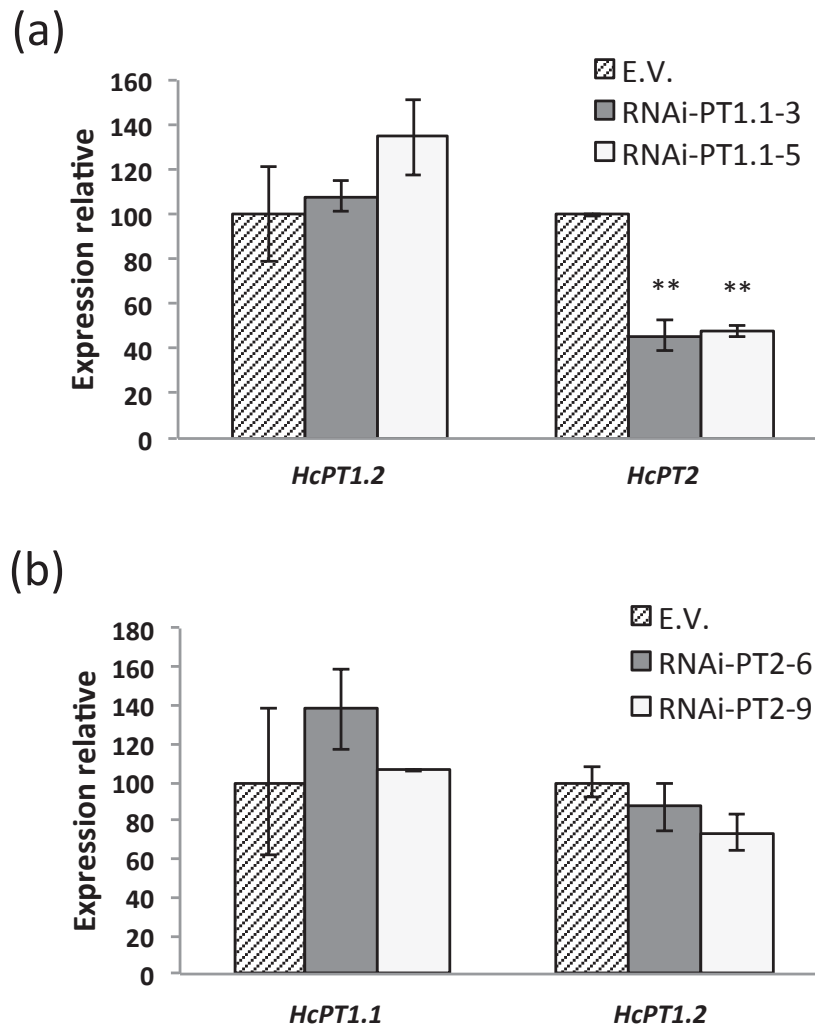 (a)
160
140
120
100
80
60
40
20
0
Expression relative
E.V.
RNAi-PT1.1-3
RNAi-PT1.1-5
** **
HcPT1.2 HcPT2
(b)
180
160
140
120
100
80
60
40
20
0
Expression relative
E.V.
RNAi-PT2-6
RNAi-PT2-9
HcPT1.1 HcPT1.2